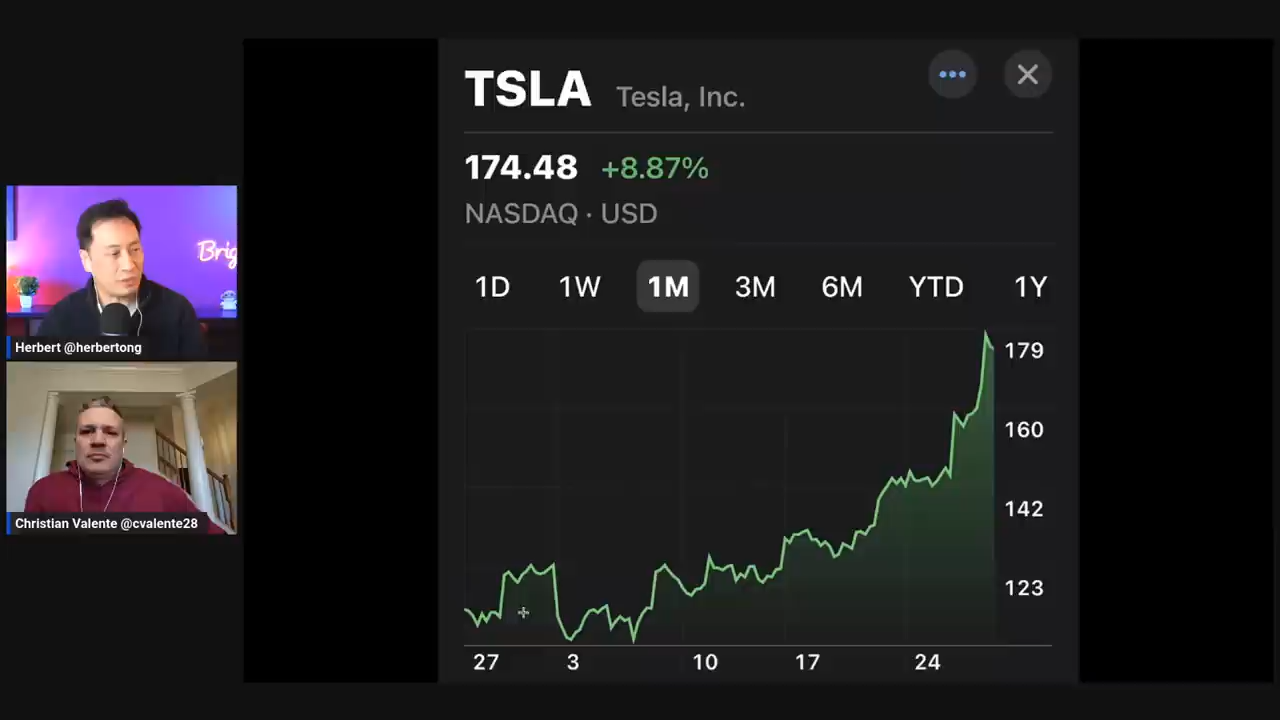 TSLA Tesla, Inc.
174.48 +8.87%
NASDAQ · USD
1D 1W 1M 3M 6M YTD 1Y
179
160
142
123
27 3 10 17 24
Brig
Herbert @herbertong
Christian Valente @cvalente28